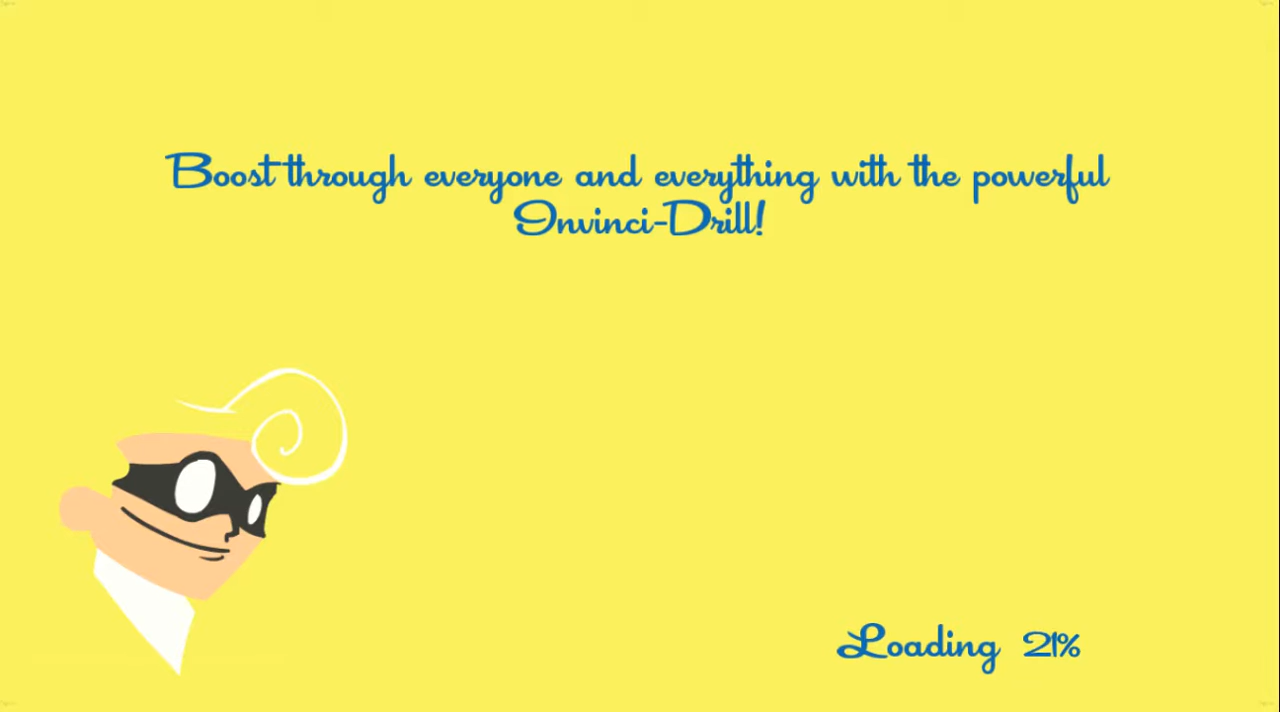 Boost through everyone and everything with the powerful
Invinci-Drill!
Loading 21%